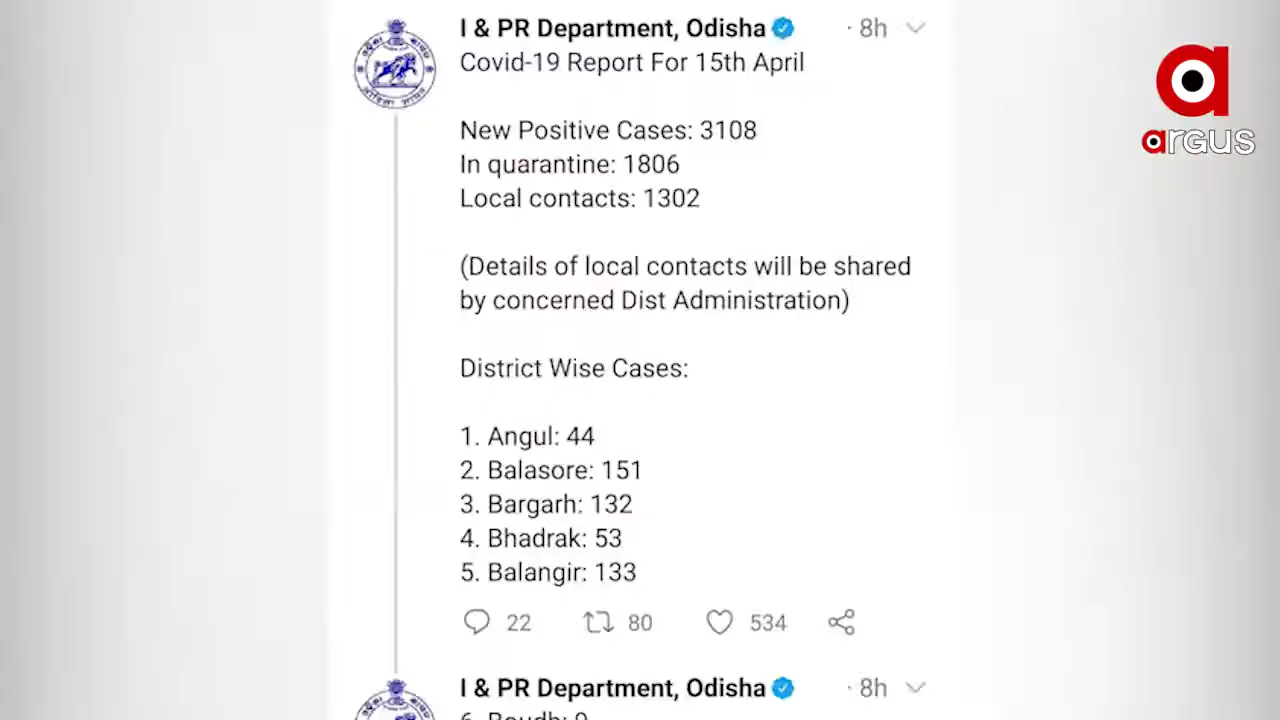 I & PR Department, Odisha · 8h
Covid-19 Report For 15th April
New Positive Cases: 3108
In quarantine: 1806
Local contacts: 1302
(Details of local contacts will be shared
by concerned Dist Administration)
District Wise Cases:
1. Angul: 44
2. Balasore: 151
3. Bargarh: 132
4. Bhadrak: 53
5. Balangir: 133
22 80 534
I & PR Department, Odisha · 8h
6. Boudh: 9
a
argus